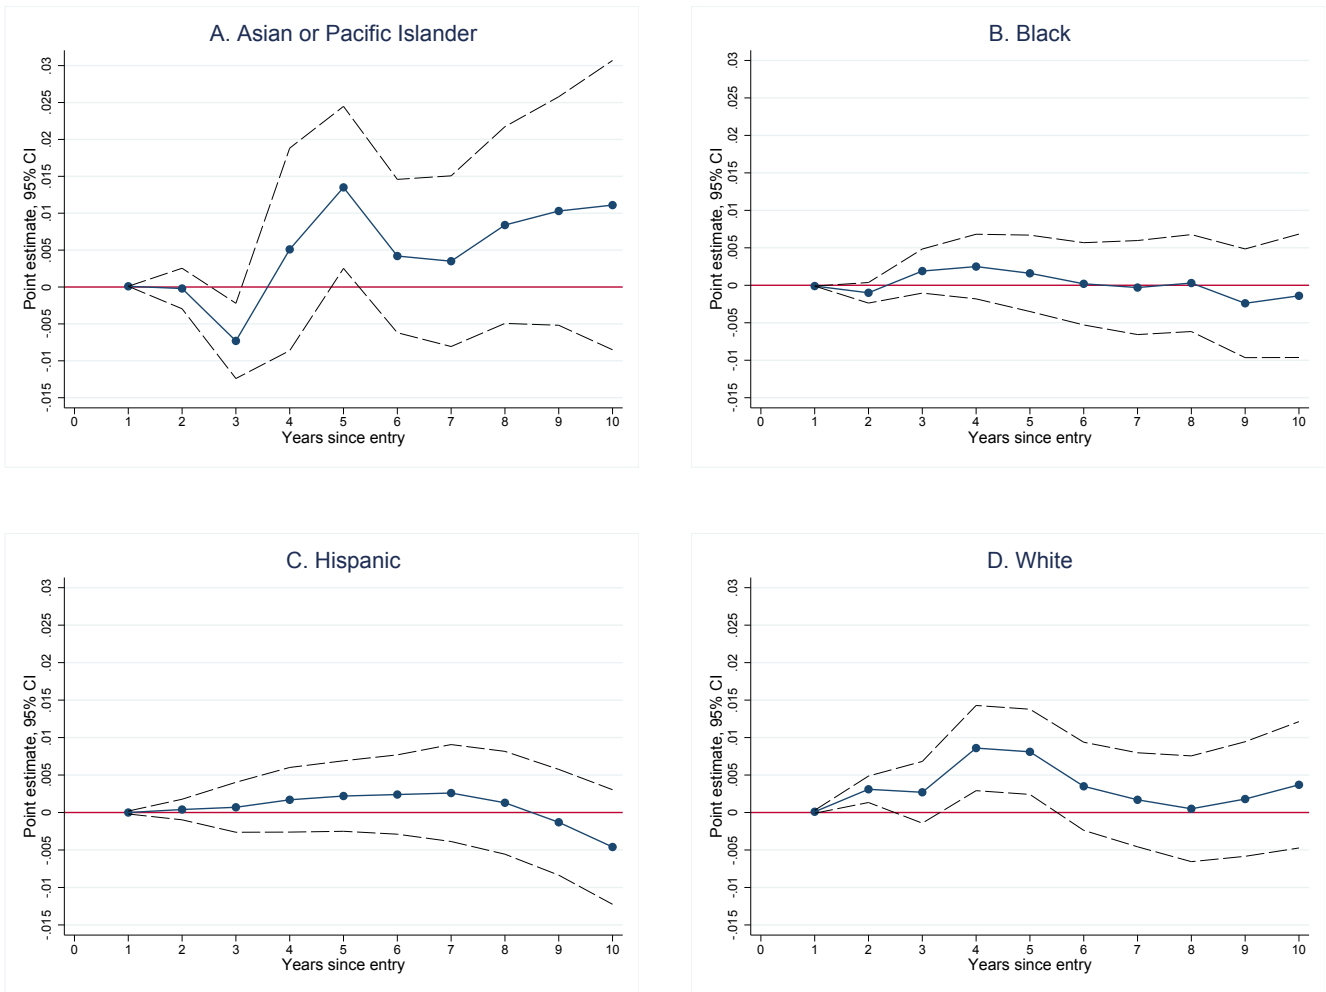 A. Asian or Pacific Islander
Point estimate, 95% CI
.03
.025
.02
.015
.01
.005
0
-.005
-.01
-.015
0 1 2 3 4 5 6 7 8 9 10
Years since entry
B. Black
Point estimate, 95% CI
.03
.025
.02
.015
.01
.005
0
-.005
-.01
-.015
0 1 2 3 4 5 6 7 8 9 10
Years since entry
C. Hispanic
Point estimate, 95% CI
.03
.025
.02
.015
.01
.005
0
-.005
-.01
-.015
0 1 2 3 4 5 6 7 8 9 10
Years since entry
D. White
Point estimate, 95% CI
.03
.025
.02
.015
.01
.005
0
-.005
-.01
-.015
0 1 2 3 4 5 6 7 8 9 10
Years since entry